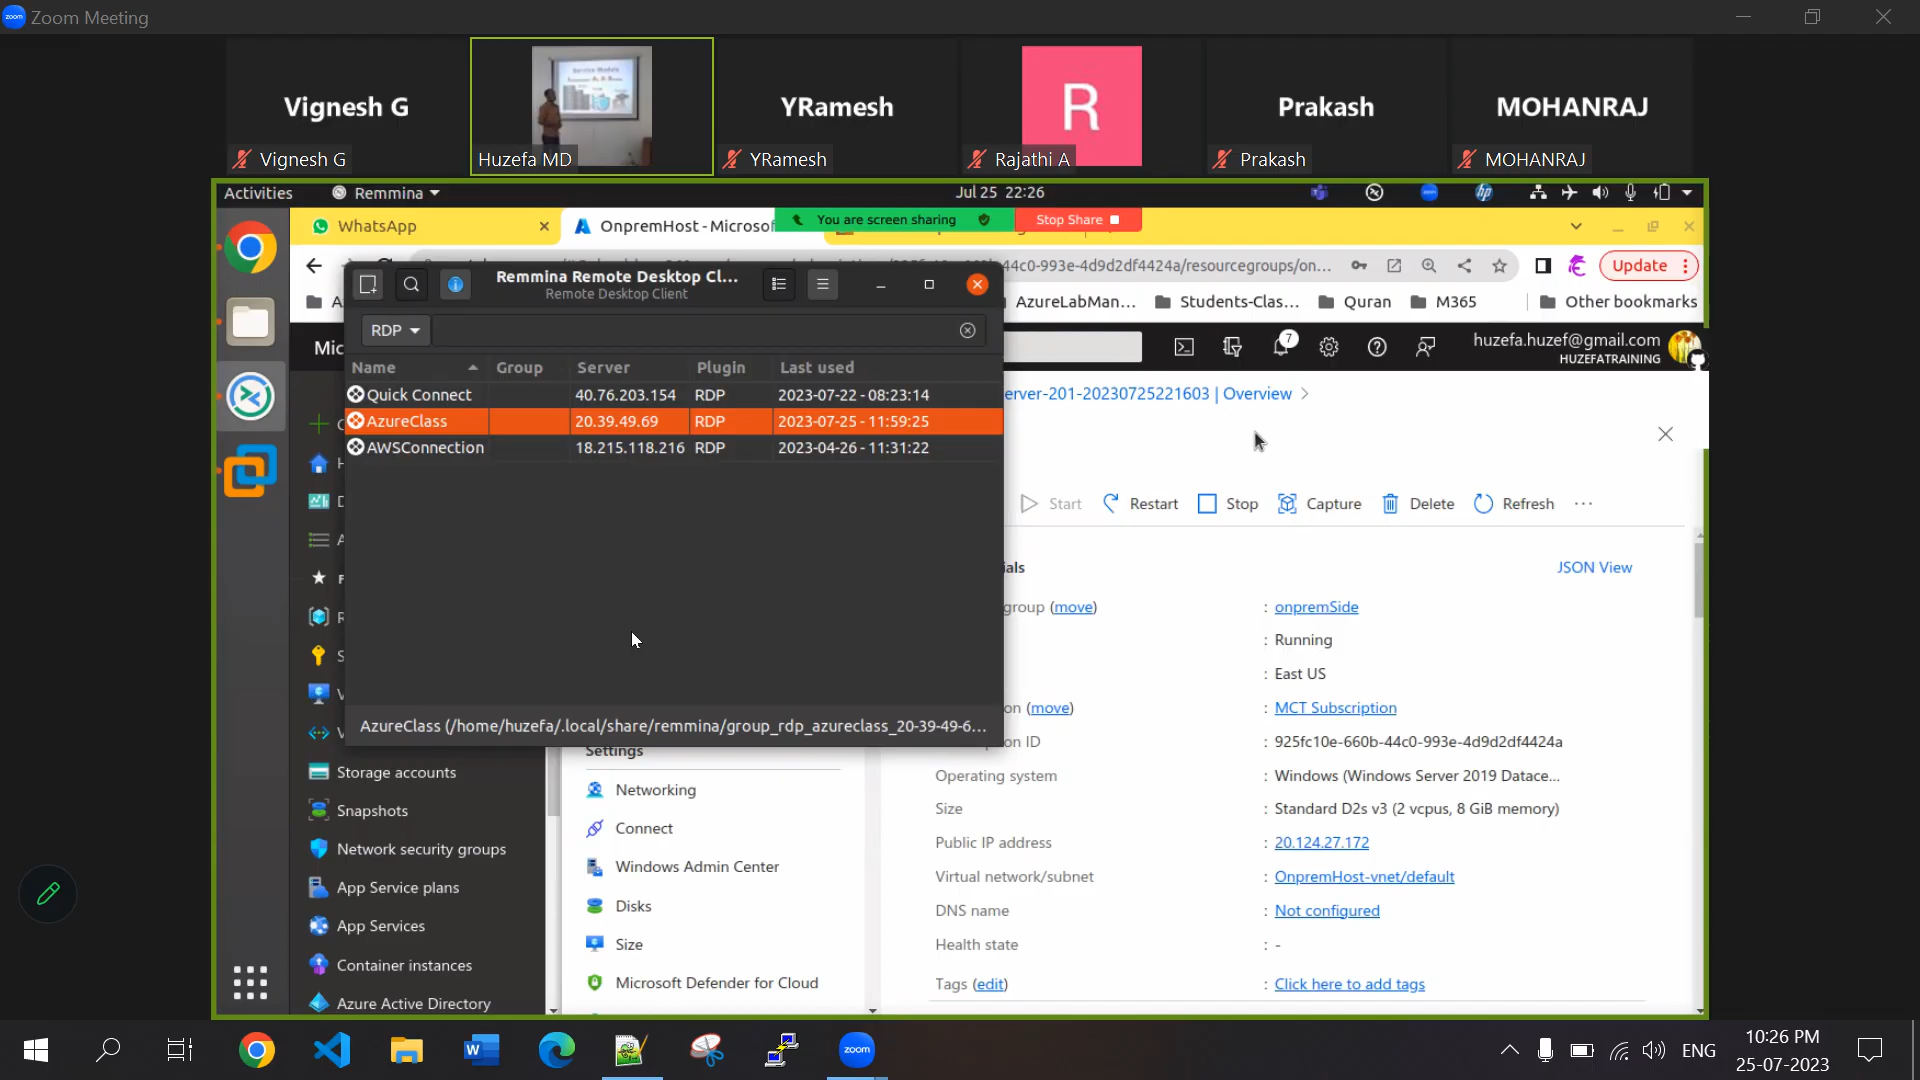 zoom Zoom Meeting
Vignesh G
YRamesh
R
Prakash
MOHANRAJ
Vignesh G
Huzefa MD
YRamesh
Rajathi A
Prakash
MOHANRAJ
Activities
Remmina
Jul 25 22:26
WhatsApp
OnpremHost - Microsof
You are screen sharing
Stop Share
44c0-993e-4d9d2df4424a/resourcegroups/on...
Update
AzureLabMan...
Students-Clas...
Quran
M365
Other bookmarks
Remmina Remote Desktop Cl...
Remote Desktop Client
RDP
Mic
7
huzefa.huzef@gmail.com
HUZEFATRAINING
Name Group Server Plugin Last used
Quick Connect 40.76.203.154 RDP 2023-07-22 - 08:23:14
AzureClass 20.39.49.69 RDP 2023-07-25 - 11:59:25
AWSConnection 18.215.118.216 RDP 2023-04-26 - 11:31:22
AzureClass (/home/huzefa/.local/share/remmina/group_rdp_azureclass_20-39-49-6...
erver-201-20230725221603 | Overview
Start Restart Stop Capture Delete Refresh ...
ials
JSON View
group (move) : onpremSide
: Running
: East US
on (move) : MCT Subscription
on ID : 925fc10e-660b-44c0-993e-4d9d2df4424a
Operating system : Windows (Windows Server 2019 Datace...
Size : Standard D2s v3 (2 vcpus, 8 GiB memory)
Public IP address : 20.124.27.172
Virtual network/subnet : OnpremHost-vnet/default
DNS name : Not configured
Health state : -
Tags (edit) : Click here to add tags
Storage accounts
Snapshots
Network security groups
App Service plans
App Services
Container instances
Azure Active Directory
Settings
Networking
Connect
Windows Admin Center
Disks
Size
Microsoft Defender for Cloud
zoom
ENG
10:26 PM
25-07-2023